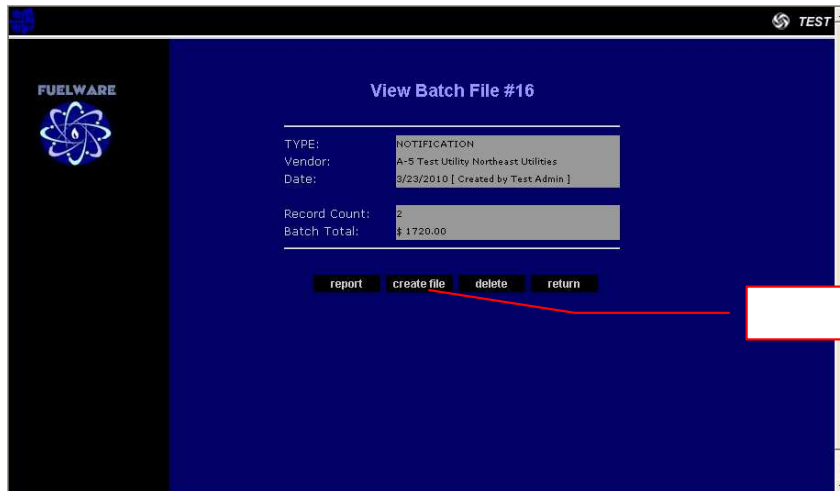 TEST
FUELWARE
View Batch File #16
TYPE: NOTIFICATION
Vendor: A-5 Test Utility Northeast Utilities
Date: 3/23/2010 [ Created by Test Admin ]
Record Count: 2
Batch Total: $ 1720.00
report create file delete return